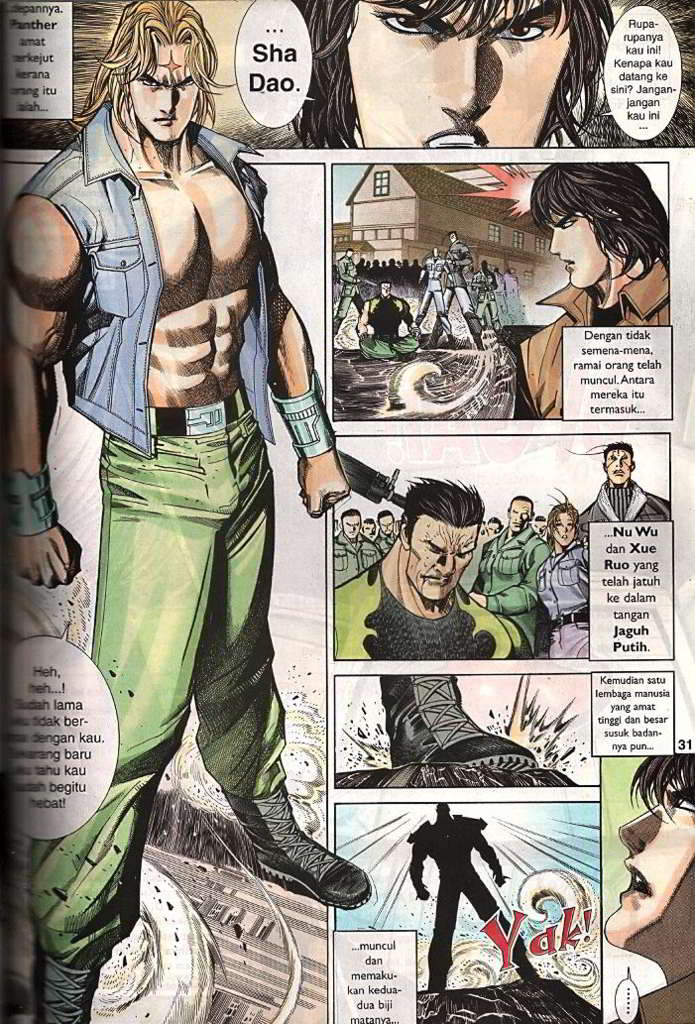 depannya.
Panther
amat
terkejut
kerana
orang itu
ialah...
...
Sha
Dao.
Rupa-
rupanya
kau ini!
Kenapa kau
datang ke
sini? Jangan-
jangan
kau ini
...
Dengan tidak
semena-mena,
ramai orang telah
muncul. Antara
mereka itu
termasuk...
...Nu Wu
dan Xue
Ruo yang
telah jatuh
ke dalam
tangan
Jaguh
Putih.
Heh,
heh...!
Sudah lama
tidak ber-
dengan kau.
Sekarang baru
tahu kau
sudah begitu
hebat!
Kemudian satu
lembaga manusia
yang amat
tinggi dan besar
susuk badan-
nya pun...
31
...muncul
dan
memaku-
kan kedua-
dua biji
matanya...
Yak!
......